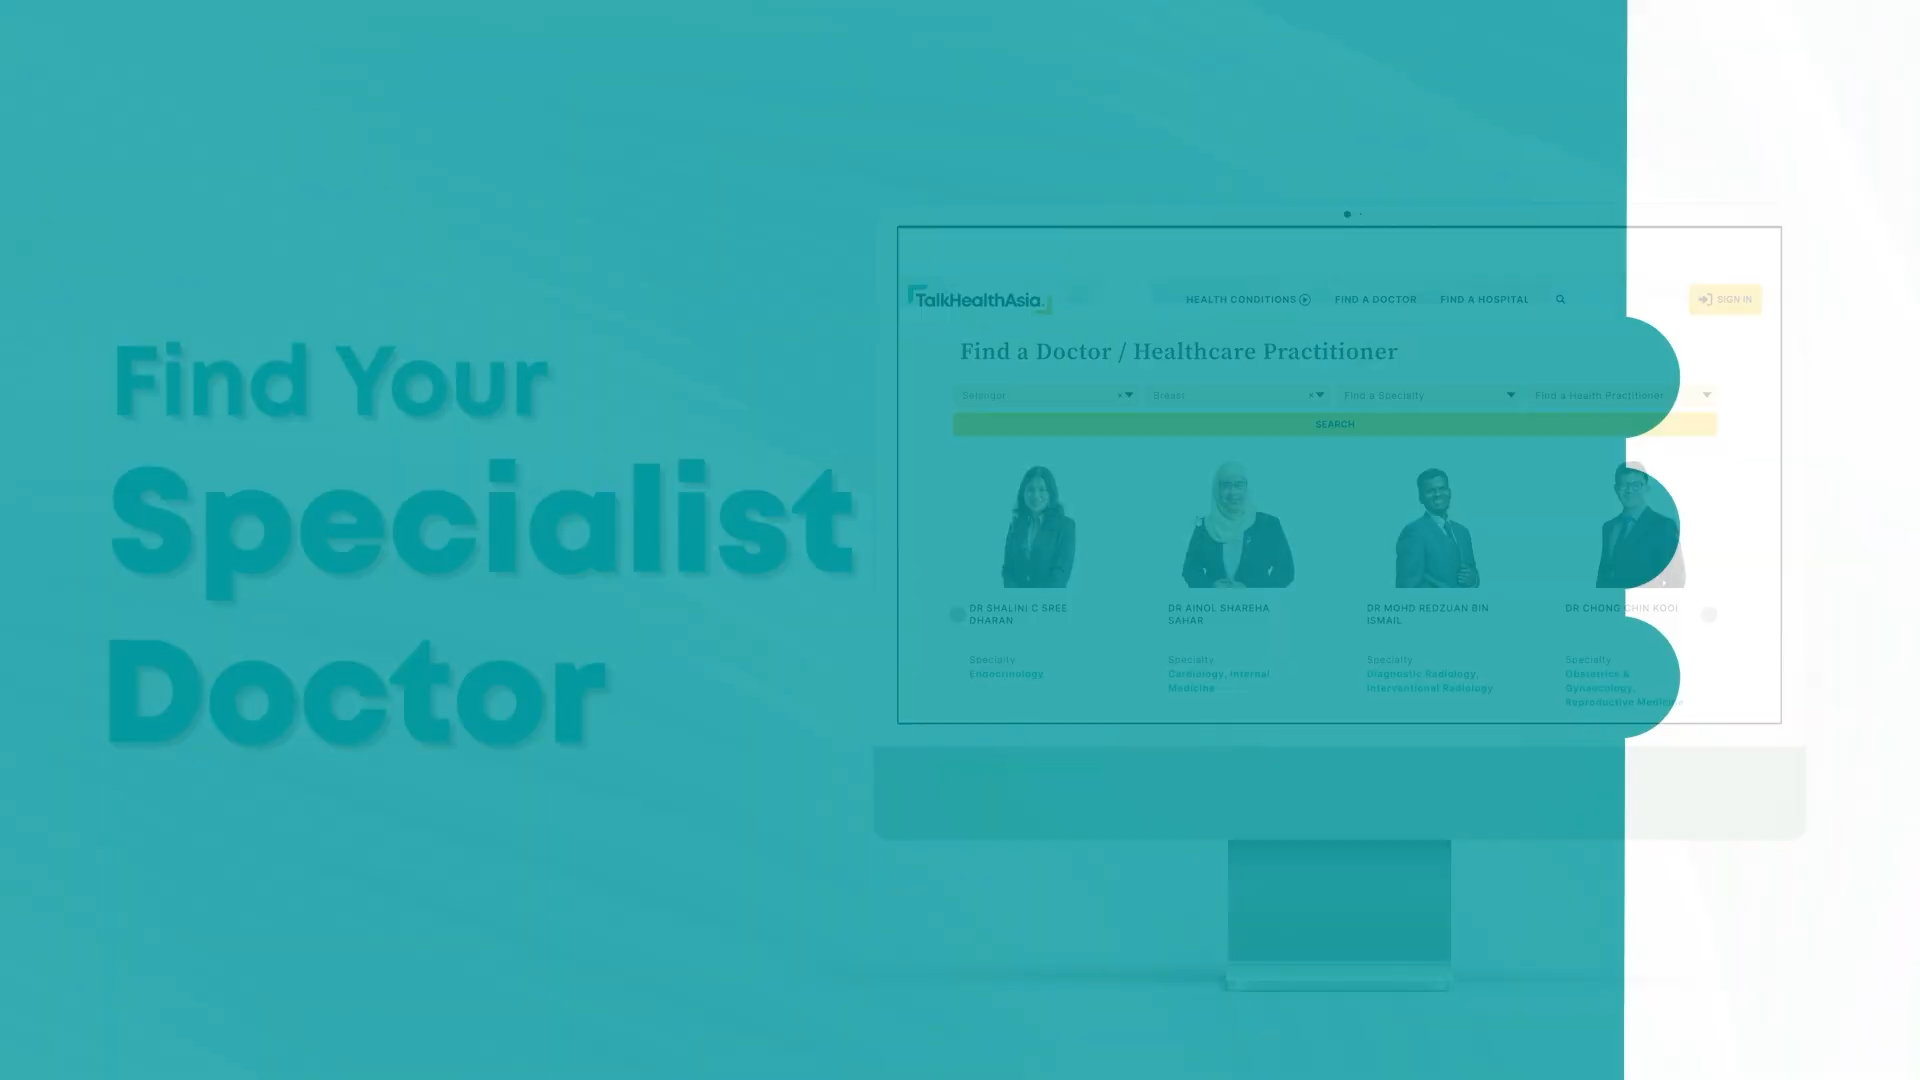 Find Your
Specialist
Doctor
TalkHealthAsia.
HEALTH CONDITIONS
FIND A DOCTOR
FIND A HOSPITAL
SIGN IN
Find a Doctor / Healthcare Practitioner
Selangor
Breast
Find a Specialty
Find a Health Practitioner
SEARCH
DR SHALINI C SREE
DHARAN
Specialty
Endocrinology
DR AINOL SHAREHA
SAHAR
Specialty
Cardiology, Internal
Medicine
DR MOHD REDZUAN BIN
ISMAIL
Specialty
Diagnostic Radiology,
Interventional Radiology
DR CHONG CHIN KOOI
Specialty
Obstetrics &
Gynaecology,
Reproductive Medicine